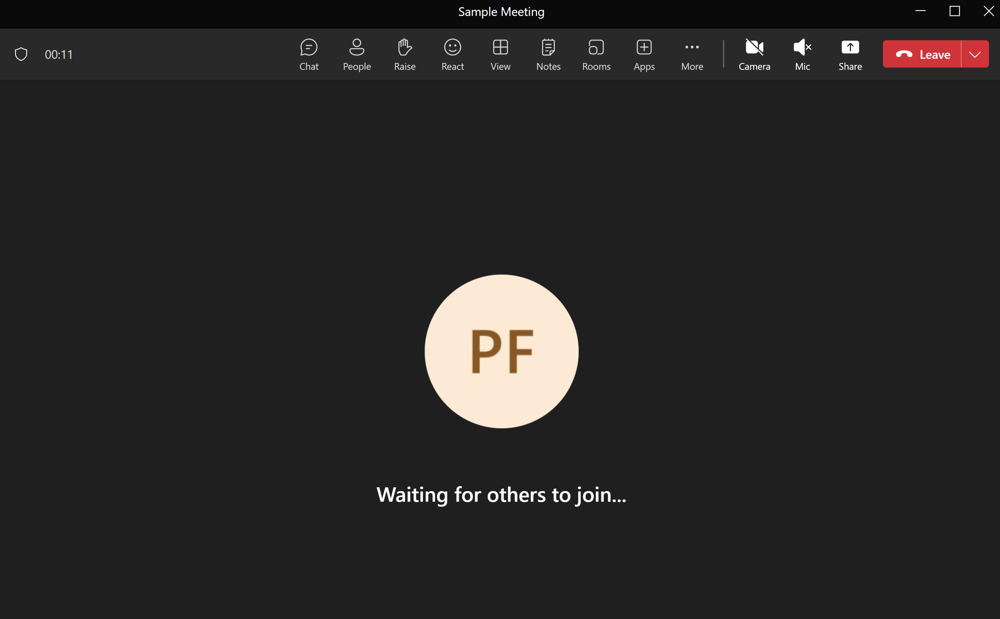 Sample Meeting
00:11
Chat People Raise React View Notes Rooms Apps More Camera Mic Share Leave
PF
Waiting for others to join...